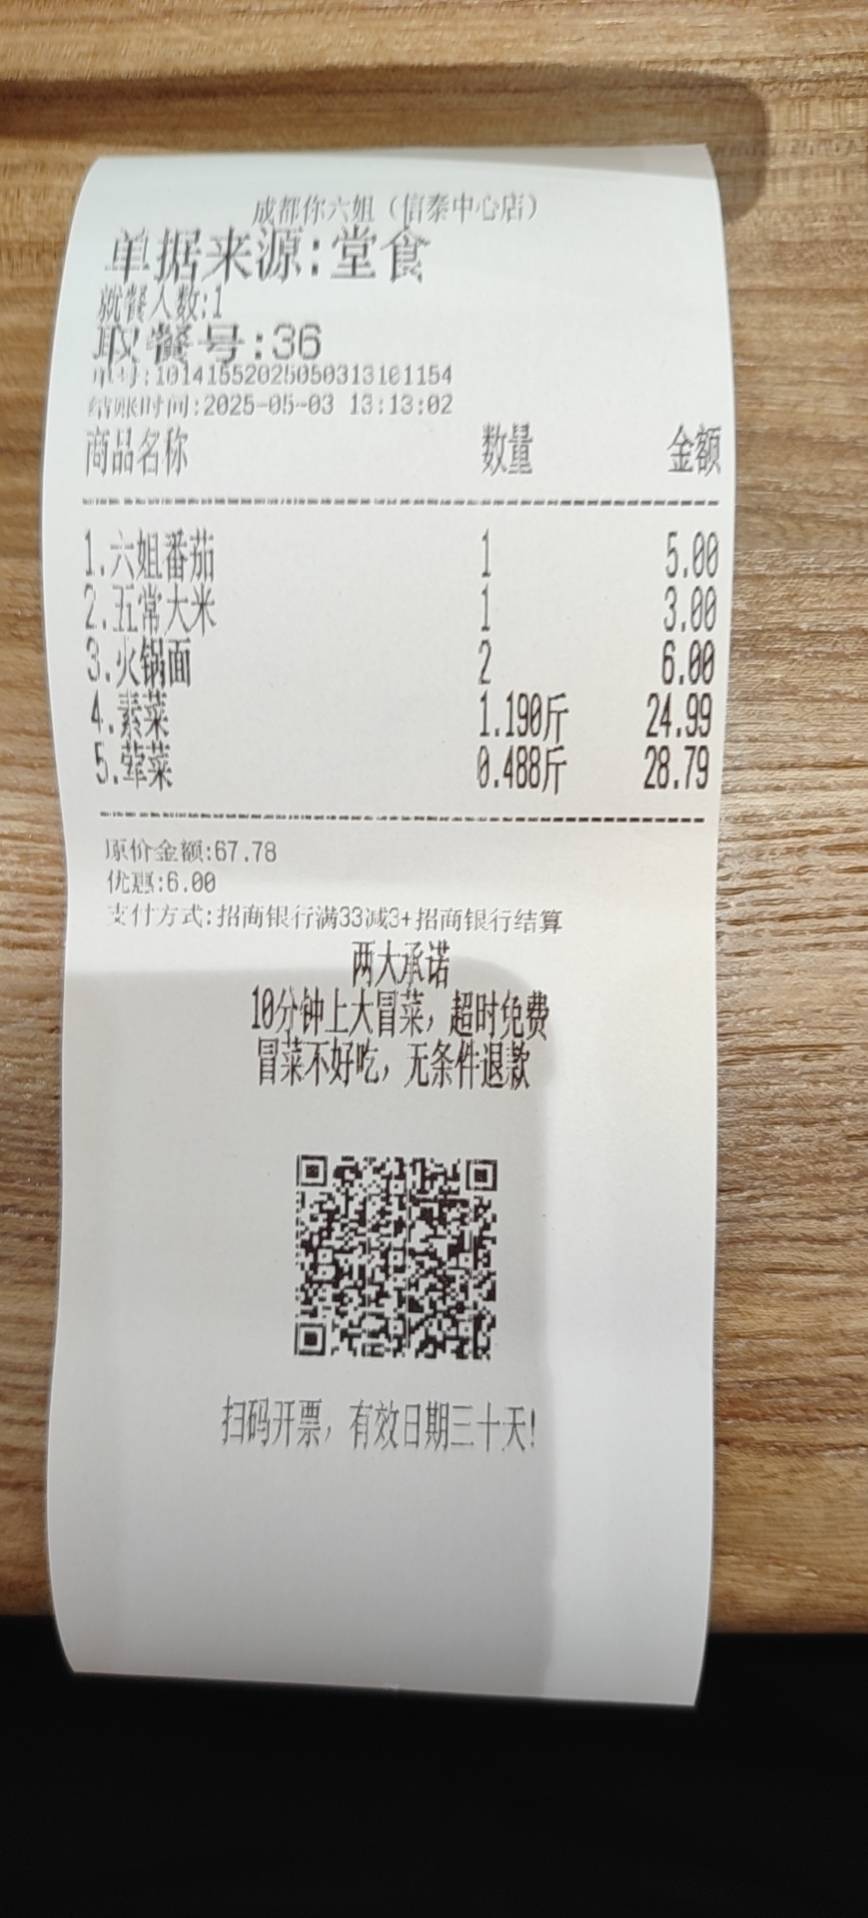 成都你六姐（信泰中心店）
单据来源:堂食
就餐人数:1
取餐号:36
单号:10141552025050313101154
结账时间:2025-05-03 13:13:02
商品名称 数量 金额
1.六姐番茄 1 5.00
2.五常大米 1 3.00
3.火锅面 2 6.00
4.素菜 1.190斤 24.99
5.荤菜 0.488斤 28.79
原价金额:67.78
优惠:6.00
支付方式:招商银行满33减3+招商银行结算
两大承诺
10分钟上大冒菜，超时免费
冒菜不好吃，无条件退款
扫码开票，有效日期三十天!